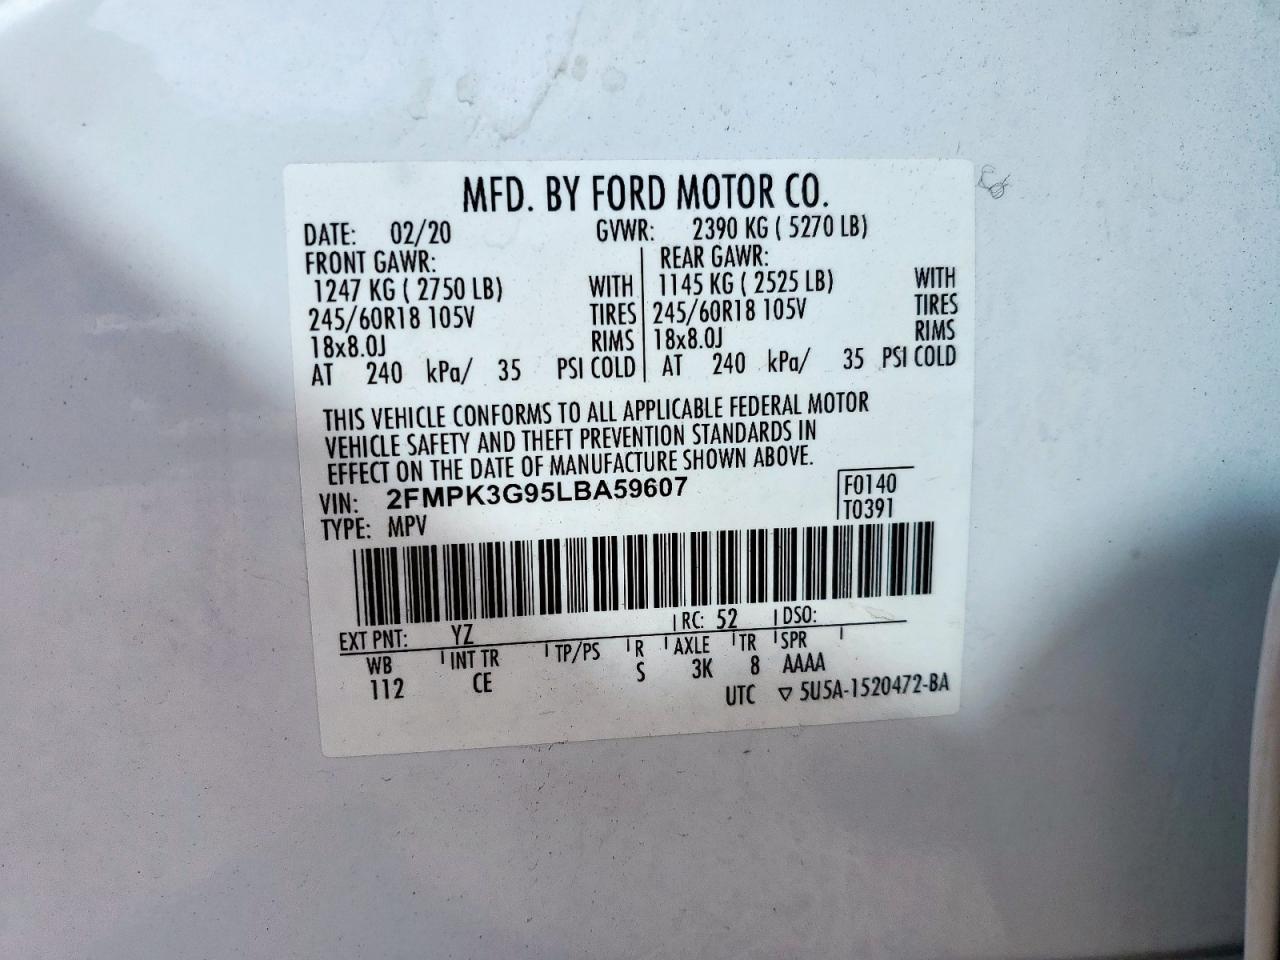 MFD. BY FORD MOTOR CO.
DATE: 02/20 GVWR: 2390 KG ( 5270 LB)
FRONT GAWR: REAR GAWR:
1247 KG ( 2750 LB) WITH 1145 KG ( 2525 LB) WITH
245/60R18 105V TIRES 245/60R18 105V TIRES
18x8.0J RIMS 18x8.0J RIMS
AT 240 kPa/ 35 PSI COLD AT 240 kPa/ 35 PSI COLD
THIS VEHICLE CONFORMS TO ALL APPLICABLE FEDERAL MOTOR
VEHICLE SAFETY AND THEFT PREVENTION STANDARDS IN
EFFECT ON THE DATE OF MANUFACTURE SHOWN ABOVE.
VIN: 2FMPK3G95LBA59607 F0140
TYPE: MPV T0391
EXT PNT: YZ RC: 52 DSO:
WB INT TR TP/PS R AXLE TR SPR
112 CE S 3K 8 AAAA
UTC ▽ 5U5A-1520472-BA